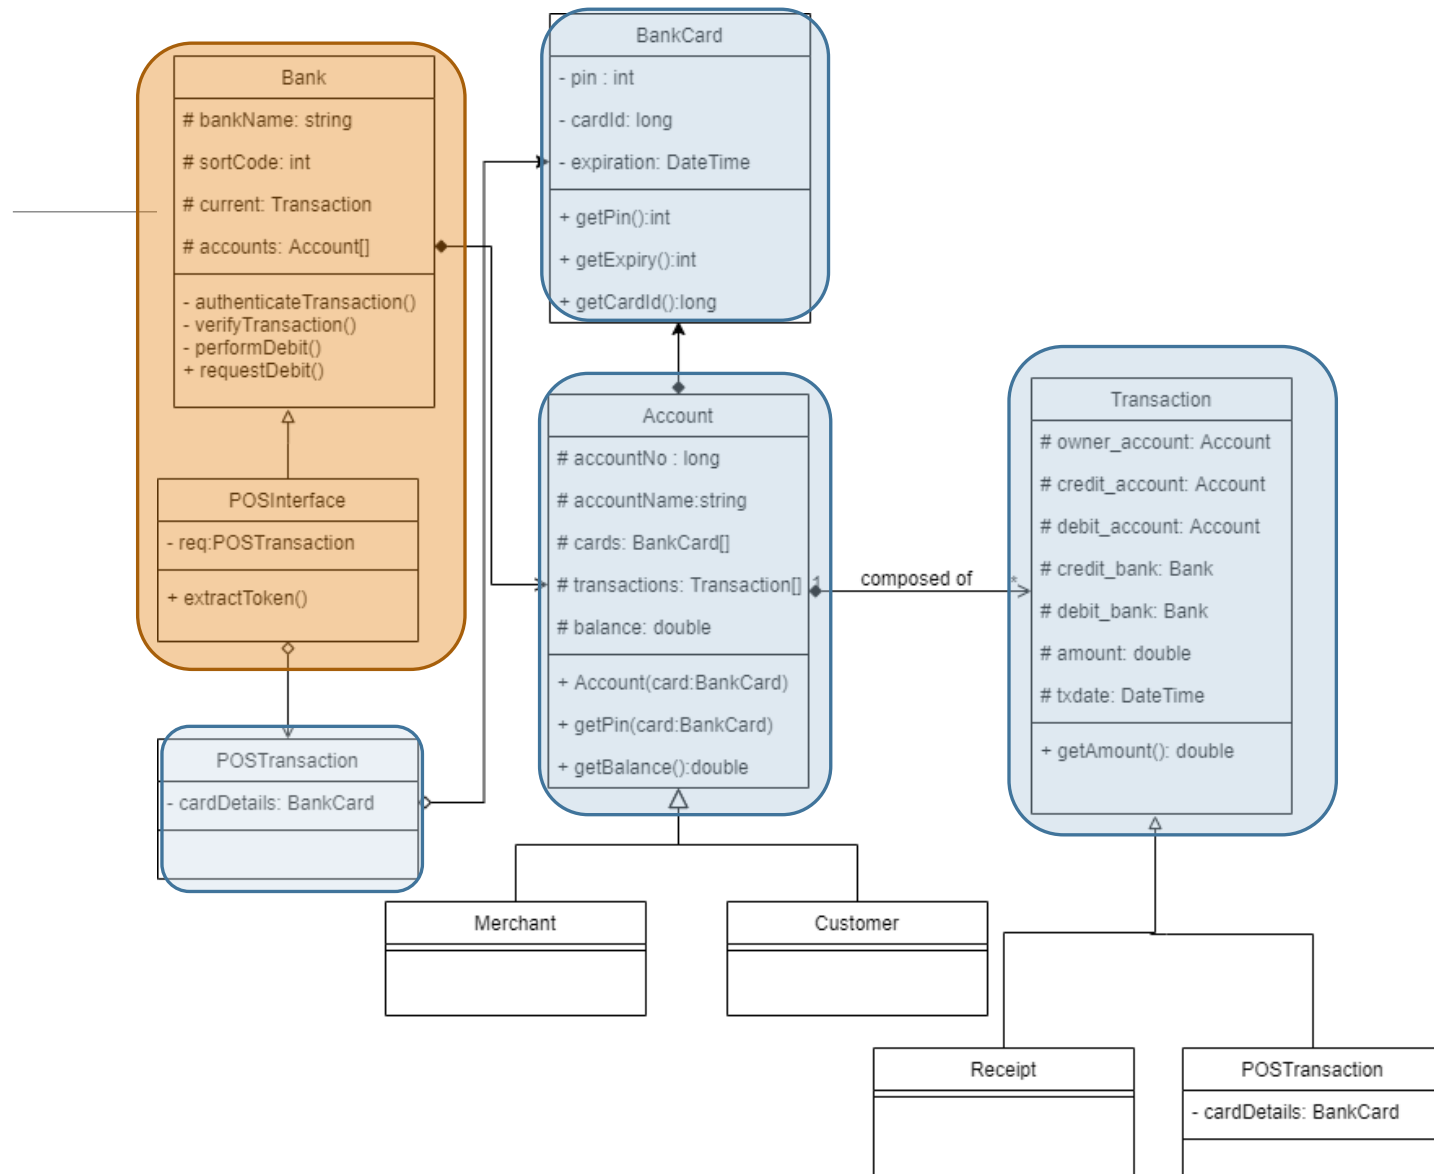 BankCard
- pin : int
- cardId: long
- expiration: DateTime
+ getPin():int
+ getExpiry():int
+ getCardId():long
Bank
# bankName: string
# sortCode: int
# current: Transaction
# accounts: Account[]
- authenticateTransaction()
- verifyTransaction()
- performDebit()
+ requestDebit()
POSInterface
- req:POSTransaction
+ extractToken()
POSTransaction
- cardDetails: BankCard
Account
# accountNo : long
# accountName:string
# cards: BankCard[]
# transactions: Transaction[]
# balance: double
+ Account(card:BankCard)
+ getPin(card:BankCard)
+ getBalance():double
1
composed of
*
Transaction
# owner_account: Account
# credit_account: Account
# debit_account: Account
# credit_bank: Bank
# debit_bank: Bank
# amount: double
# txdate: DateTime
+ getAmount(): double
Merchant
Customer
Receipt
POSTransaction
- cardDetails: BankCard